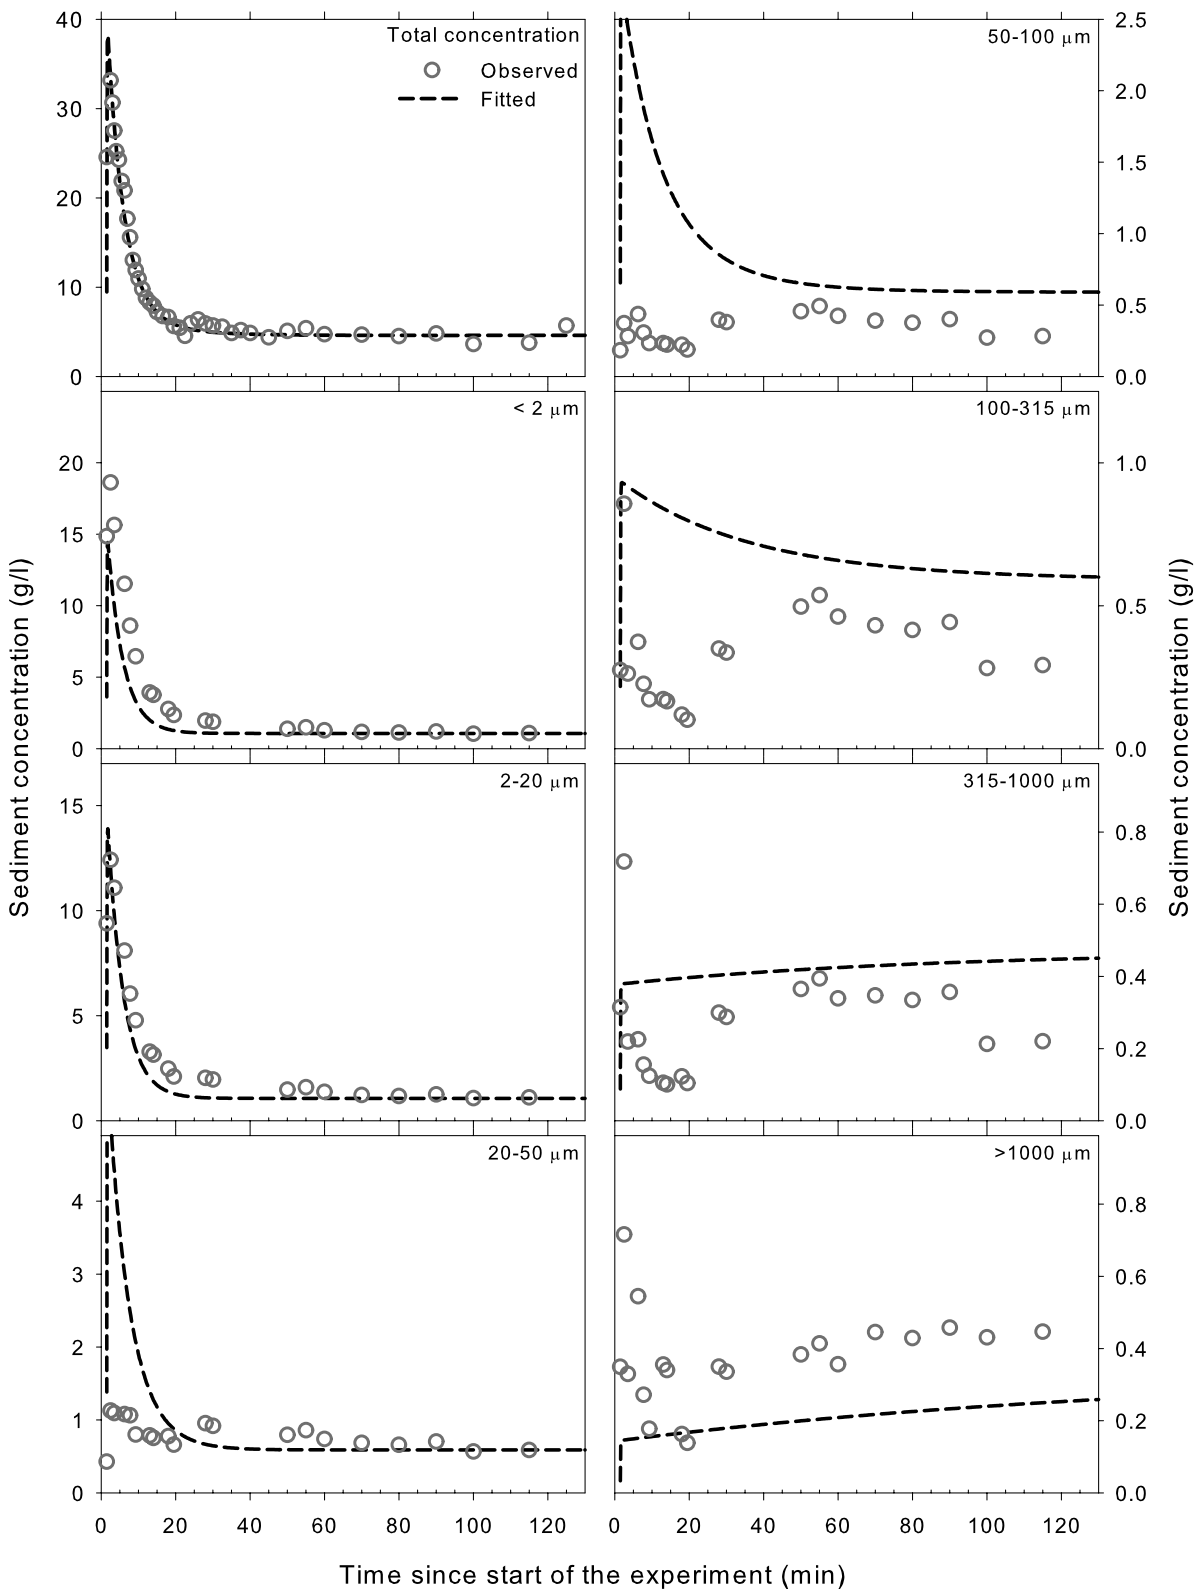 Total concentration
Observed
Fitted
40
30
20
10
0
50-100 μm
2.5
2.0
1.5
1.0
0.5
0.0
< 2 μm
20
15
10
5
0
100-315 μm
1.0
0.5
0.0
2-20 μm
15
10
5
0
315-1000 μm
0.8
0.6
0.4
0.2
0.0
20-50 μm
4
3
2
1
0
>1000 μm
0.8
0.6
0.4
0.2
0.0
0 20 40 60 80 100 120
0 20 40 60 80 100 120
Sediment concentration (g/l)
Sediment concentration (g/l)
Time since start of the experiment (min)